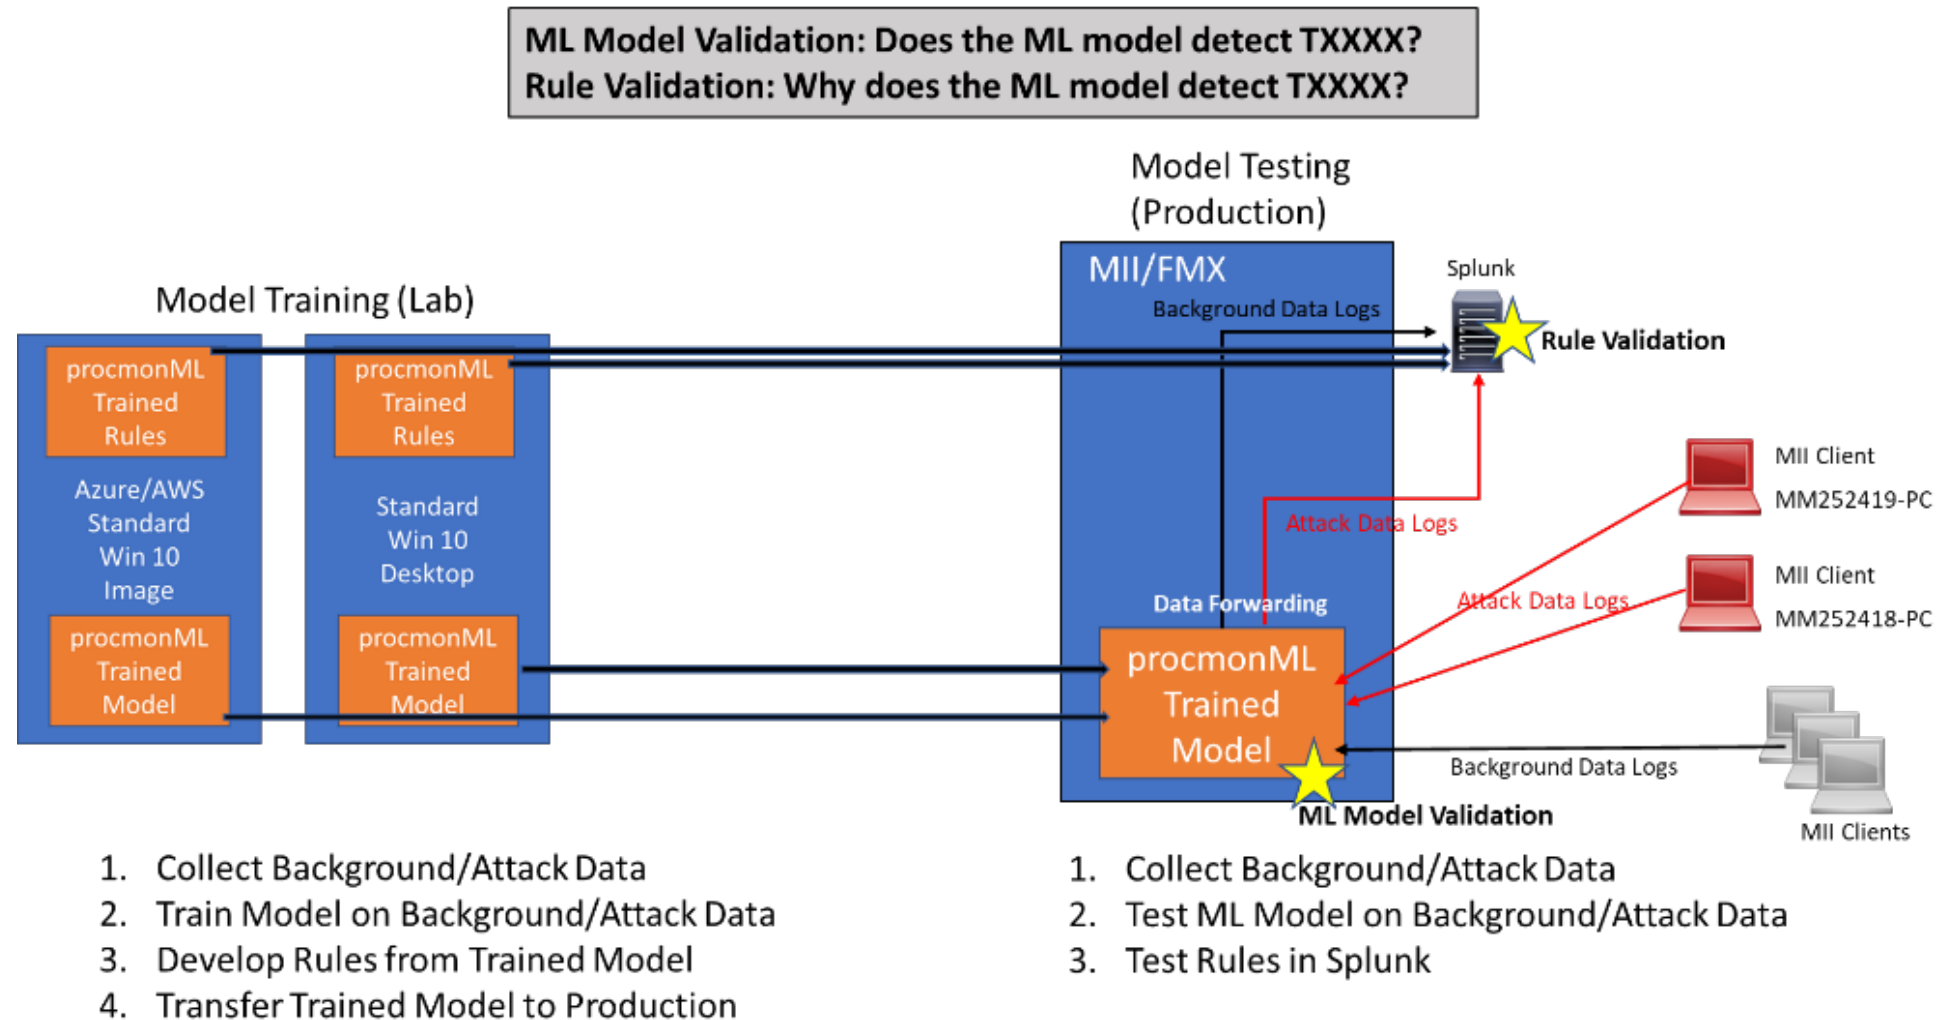 ML Model Validation: Does the ML model detect TXXXX?
Rule Validation: Why does the ML model detect TXXXX?
Model Training (Lab)
procmonML
Trained
Rules
Azure/AWS
Standard
Win 10
Image
procmonML
Trained
Model
procmonML
Trained
Rules
Standard
Win 10
Desktop
procmonML
Trained
Model
1. Collect Background/Attack Data
2. Train Model on Background/Attack Data
3. Develop Rules from Trained Model
4. Transfer Trained Model to Production
Model Testing
(Production)
MII/FMX
Background Data Logs
Splunk
Rule Validation
Attack Data Logs
Data Forwarding
procmonML
Trained
Model
ML Model Validation
MII Client
MM252419-PC
MII Client
MM252418-PC
Attack Data Logs
Background Data Logs
MII Clients
1. Collect Background/Attack Data
2. Test ML Model on Background/Attack Data
3. Test Rules in Splunk